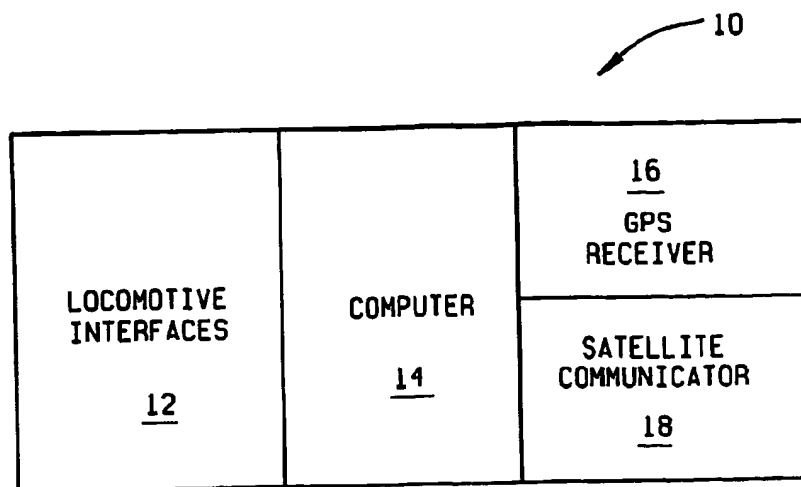 10
LOCOMOTIVE
INTERFACES
12
COMPUTER
14
16
GPS
RECEIVER
SATELLITE
COMMUNICATOR
18